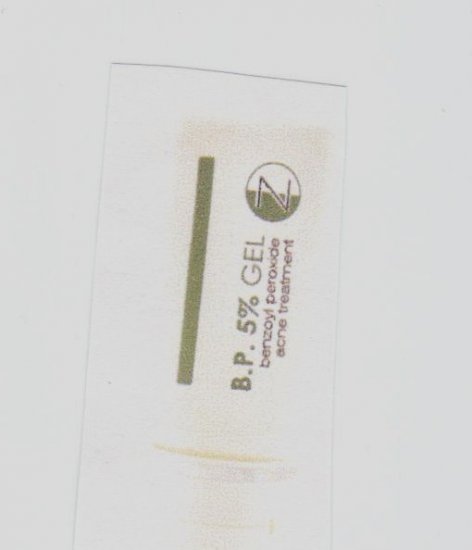 Z
B.P. 5% GEL
benzoyl peroxide
acne treatment